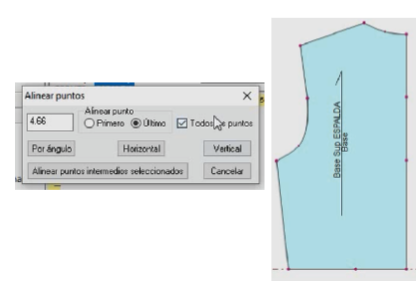 Alinear puntos
Alinear punto
4.66
Primero
Último
Todos los puntos
Por ángulo
Horizontal
Vertical
Alinear puntos intermedios seleccionados
Cancelar
Base Sup ESPALDA
Base